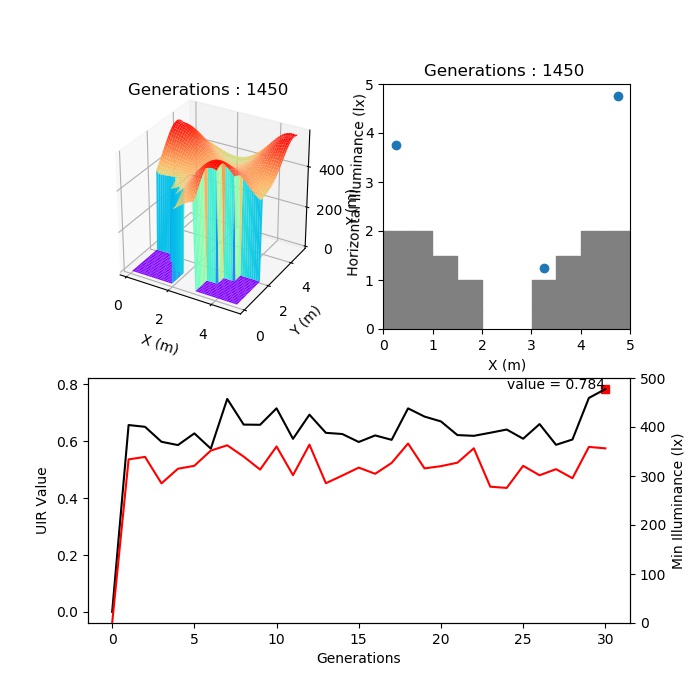 Generations : 1450
400
200
0
0
2
4
X (m)
0
2
4
Y (m)
Horizontal Illuminance (lx)
Generations : 1450
5
4
3
2
1
0
Y (m)
0 1 2 3 4 5
X (m)
value = 0.784
0.8
0.6
0.4
0.2
0.0
UIR Value
500
400
300
200
100
0
Min Illuminance (lx)
0 5 10 15 20 25 30
Generations